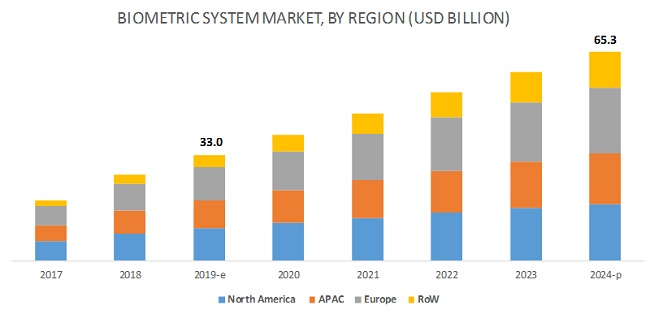 BIOMETRIC SYSTEM MARKET, BY REGION (USD BILLION)
65.3
33.0
2017 2018 2019-e 2020 2021 2022 2023 2024-p
North America APAC Europe RoW